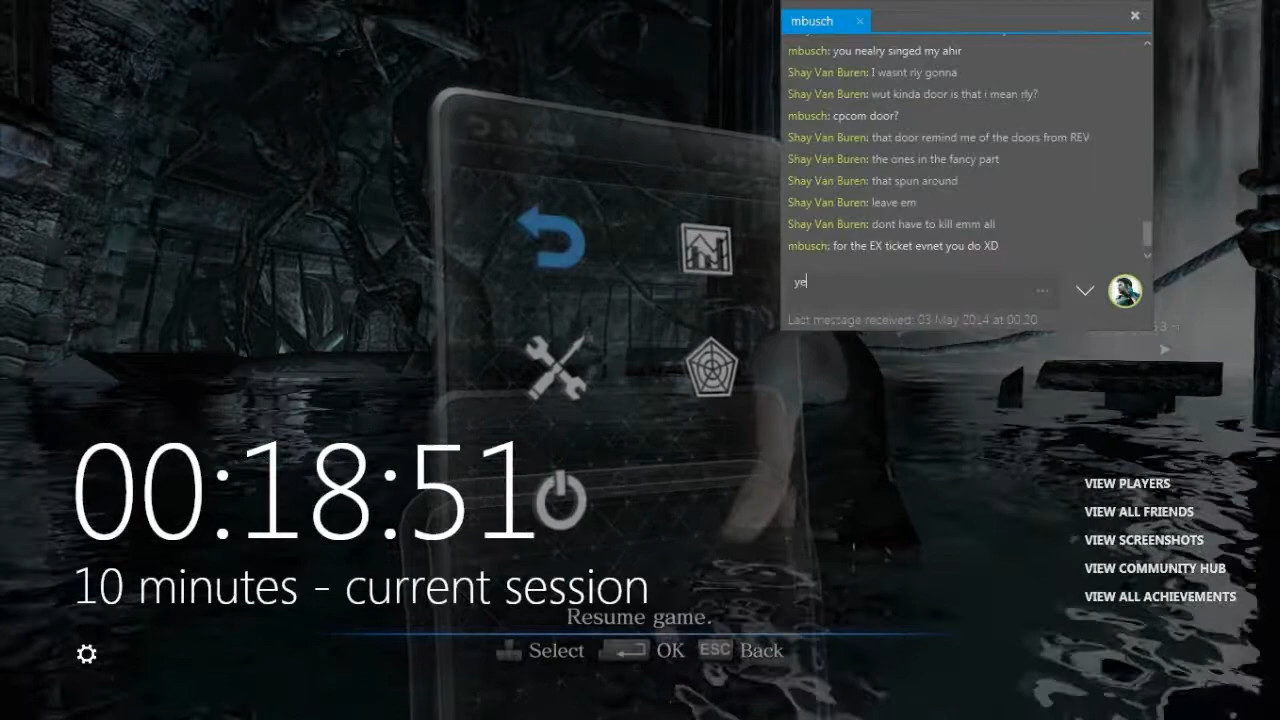 mbusch
mbusch: you nealry singed my ahir
Shay Van Buren: I wasnt rly gonna
Shay Van Buren: wut kinda door is that i mean rly?
mbusch: cpcom door?
Shay Van Buren: that door remind me of the doors from REV
Shay Van Buren: the ones in the fancy part
Shay Van Buren: that spun around
Shay Van Buren: leave em
Shay Van Buren: dont have to kill emm all
mbusch: for the EX ticket evnet you do XD
ye
Last message received: 03 May 2014 at 00:20
00:18:51
10 minutes - current session
VIEW PLAYERS
VIEW ALL FRIENDS
VIEW SCREENSHOTS
VIEW COMMUNITY HUB
VIEW ALL ACHIEVEMENTS
Resume game.
Select OK ESC Back